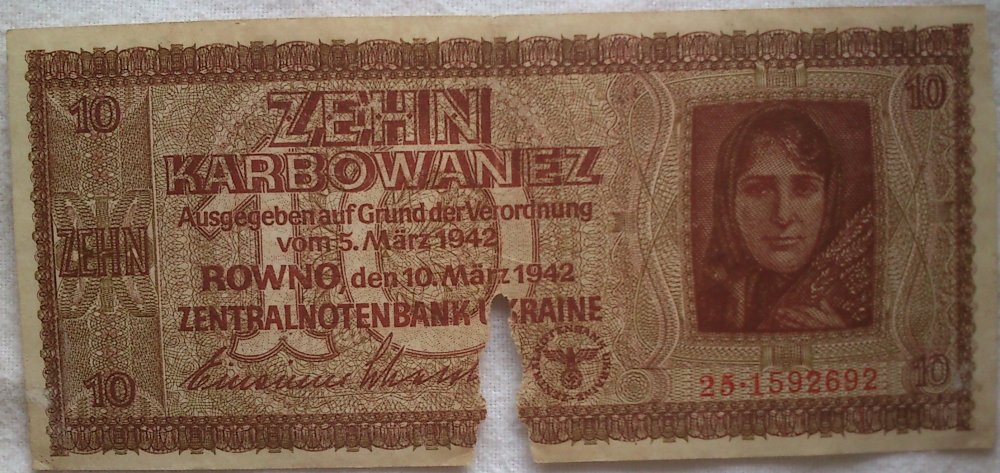 10
10
ZEHN
KARBOWANEZ
Ausgegeben auf Grund der Verordnung
vom 5. März 1942
ZEHN
10
ROWNO, den 10. März 1942
ZENTRALNOTENBANK UKRAINE
25·1592692
10
10